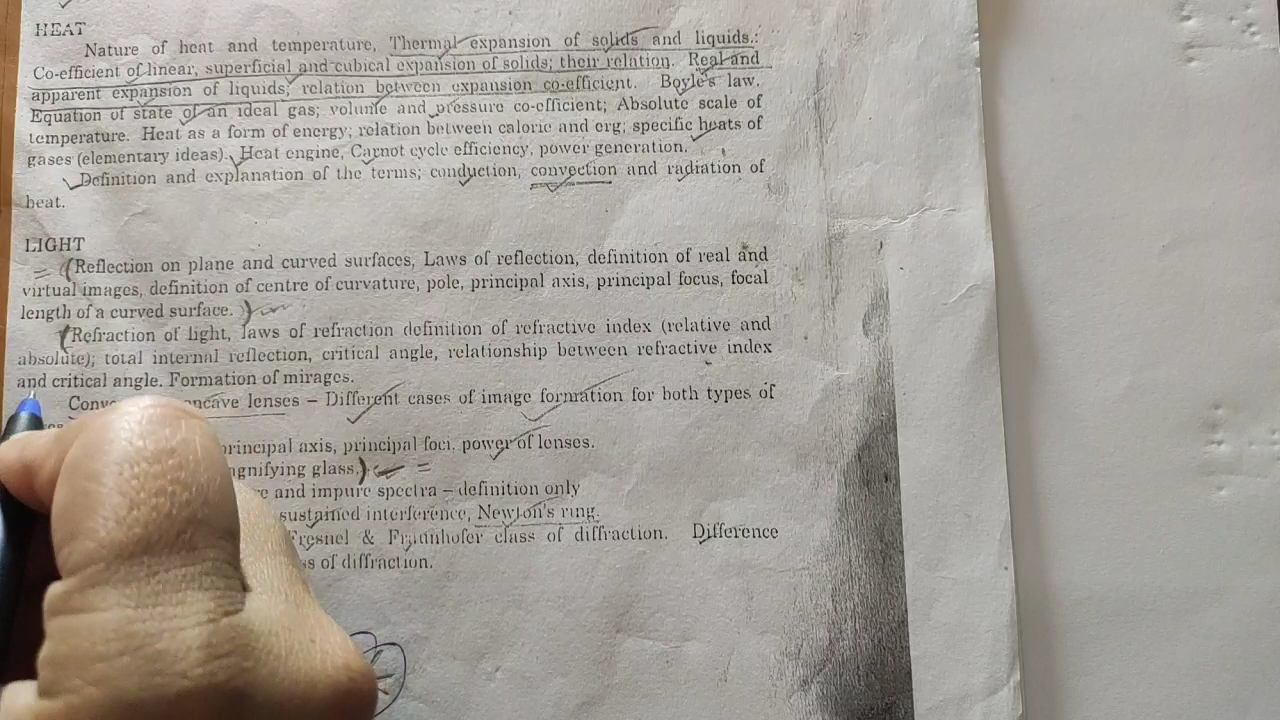 HEAT
Nature of heat and temperature, Thermal expansion of solids and liquids.:
Co-efficient of linear, superficial and cubical expansion of solids; their relation. Real and
apparent expansion of liquids; relation between expansion co-efficient. Boyle's law.
Equation of state of an ideal gas; volume and pressure co-efficient; Absolute scale of
temperature. Heat as a form of energy; relation between caloric and erg; specific heats of
gases (elementary ideas). Heat engine, Carnot cycle efficiency, power generation.
Definition and explanation of the terms; conduction, convection and radiation of
heat.
LIGHT
(Reflection on plane and curved surfaces, Laws of reflection, definition of real and
virtual images, definition of centre of curvature, pole, principal axis, principal focus, focal
length of a curved surface. )
(Refraction of light, laws of refraction definition of refractive index (relative and
absolute); total internal reflection, critical angle, relationship between refractive index
and critical angle. Formation of mirages.
lenses – Different cases of image formation for both types of
principal axis, principal foci, power of lenses.
glass.) =
and impure spectra – definition only
sustained interference, Newton's ring.
Fresnel & Fraunhofer class of diffraction. Difference
of diffraction.